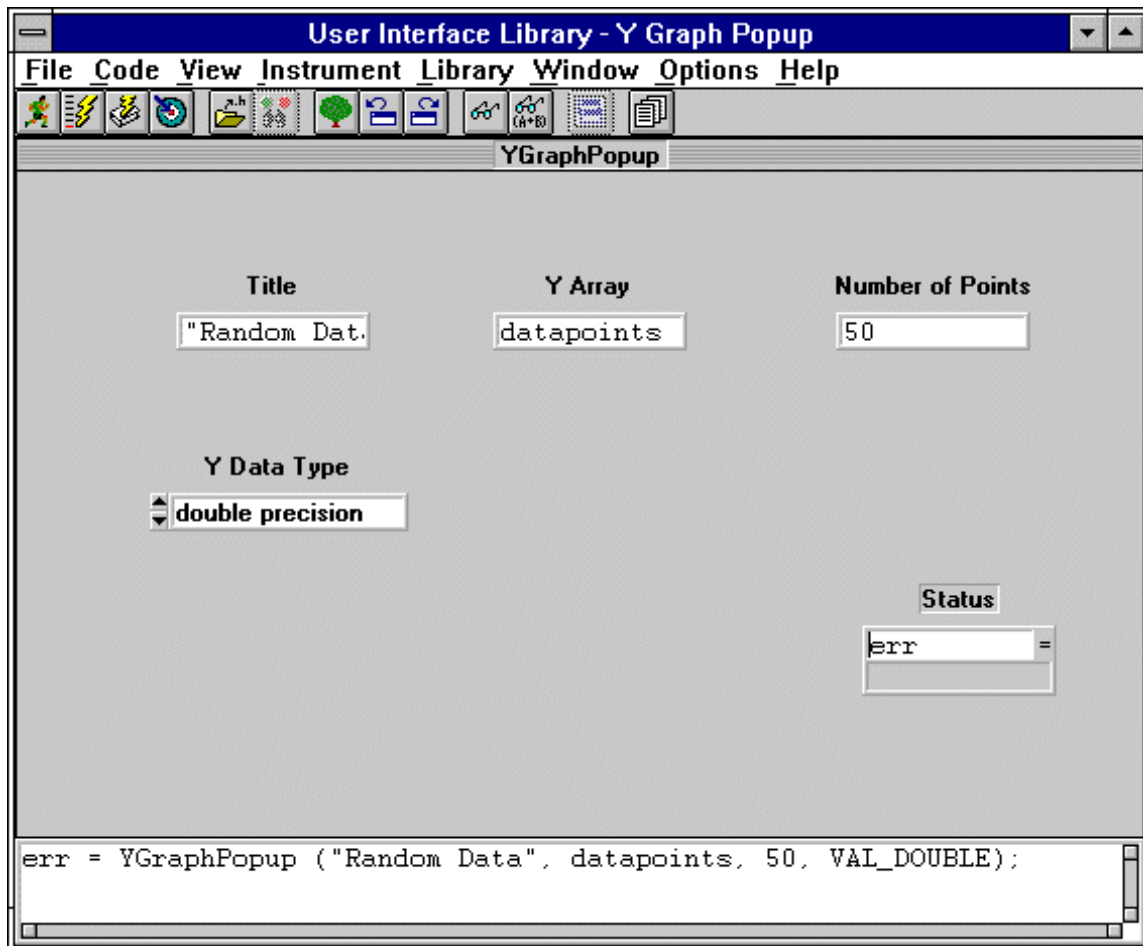 User Interface Library - Y Graph Popup
File Code View Instrument Library Window Options Help
(A+B)
YGraphPopup
Title Y Array Number of Points
"Random Dat. datapoints 50
Y Data Type
double precision
Status
err =
err = YGraphPopup ("Random Data", datapoints, 50, VAL_DOUBLE);